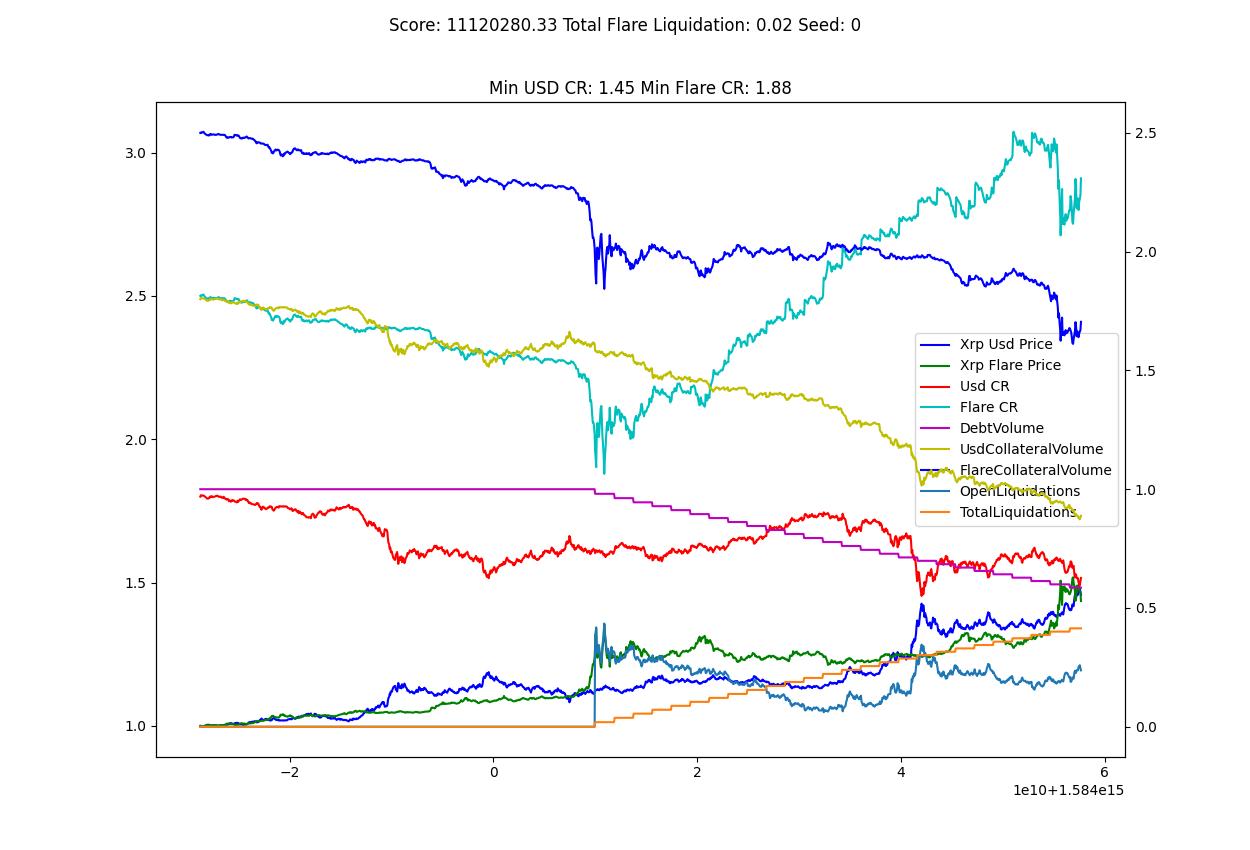 Score: 11120280.33 Total Flare Liquidation: 0.02 Seed: 0
Min USD CR: 1.45 Min Flare CR: 1.88
3.0
2.5
2.0
1.5
1.0
2.5
2.0
1.5
1.0
0.5
0.0
Xrp Usd Price
Xrp Flare Price
Usd CR
Flare CR
DebtVolume
UsdCollateralVolume
FlareCollateralVolume
OpenLiquidations
TotalLiquidations
−2 0 2 4 6
1e10+1.584e15